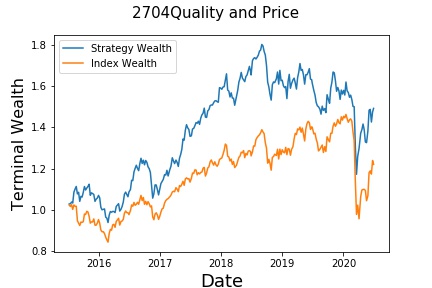 2704Quality and Price
Terminal Wealth
1.8
1.6
1.4
1.2
1.0
0.8
Strategy Wealth
Index Wealth
2016 2017 2018 2019 2020
Date